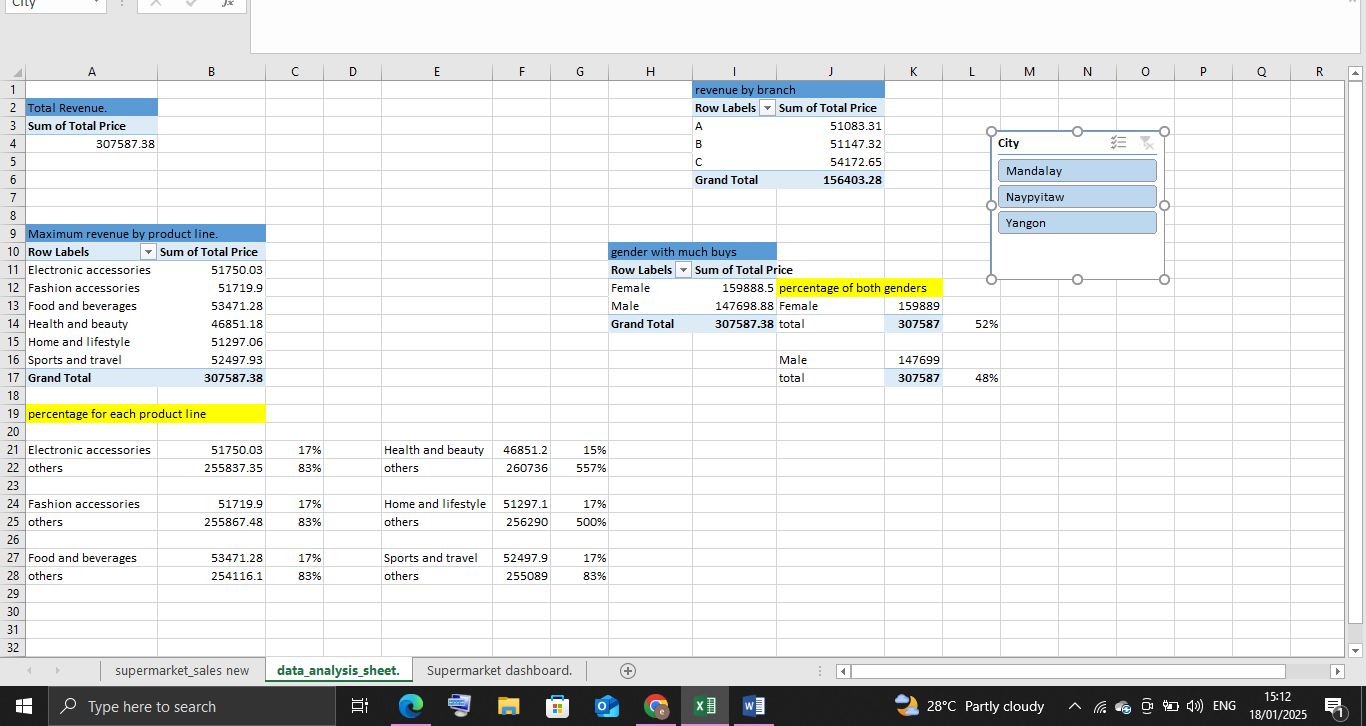 City
fx
A B C D E F G H I J K L M N O P Q R
1 revenue by branch
2 Total Revenue. Row Labels Sum of Total Price
3 Sum of Total Price A 51083.31
4 307587.38 B 51147.32
City
5 C 54172.65
6 Grand Total 156403.28
Mandalay
7
Naypyitaw
8
Yangon
9 Maximum revenue by product line.
10 Row Labels Sum of Total Price gender with much buys
11 Electronic accessories 51750.03 Row Labels Sum of Total Price
12 Fashion accessories 51719.9 Female 159888.5 percentage of both genders
13 Food and beverages 53471.28 Male 147698.88 Female 159889
14 Health and beauty 46851.18 Grand Total 307587.38 total 307587 52%
15 Home and lifestyle 51297.06
16 Sports and travel 52497.93 Male 147699
17 Grand Total 307587.38 total 307587 48%
18
19 percentage for each product line
20
21 Electronic accessories 51750.03 17% Health and beauty 46851.2 15%
22 others 255837.35 83% others 260736 557%
23
24 Fashion accessories 51719.9 17% Home and lifestyle 51297.1 17%
25 others 255867.48 83% others 256290 500%
26
27 Food and beverages 53471.28 17% Sports and travel 52497.9 17%
28 others 254116.1 83% others 255089 83%
29
30
31
32
supermarket_sales new data_analysis_sheet. Supermarket dashboard.
Type here to search
28°C Partly cloudy ENG 15:12
18/01/2025 1